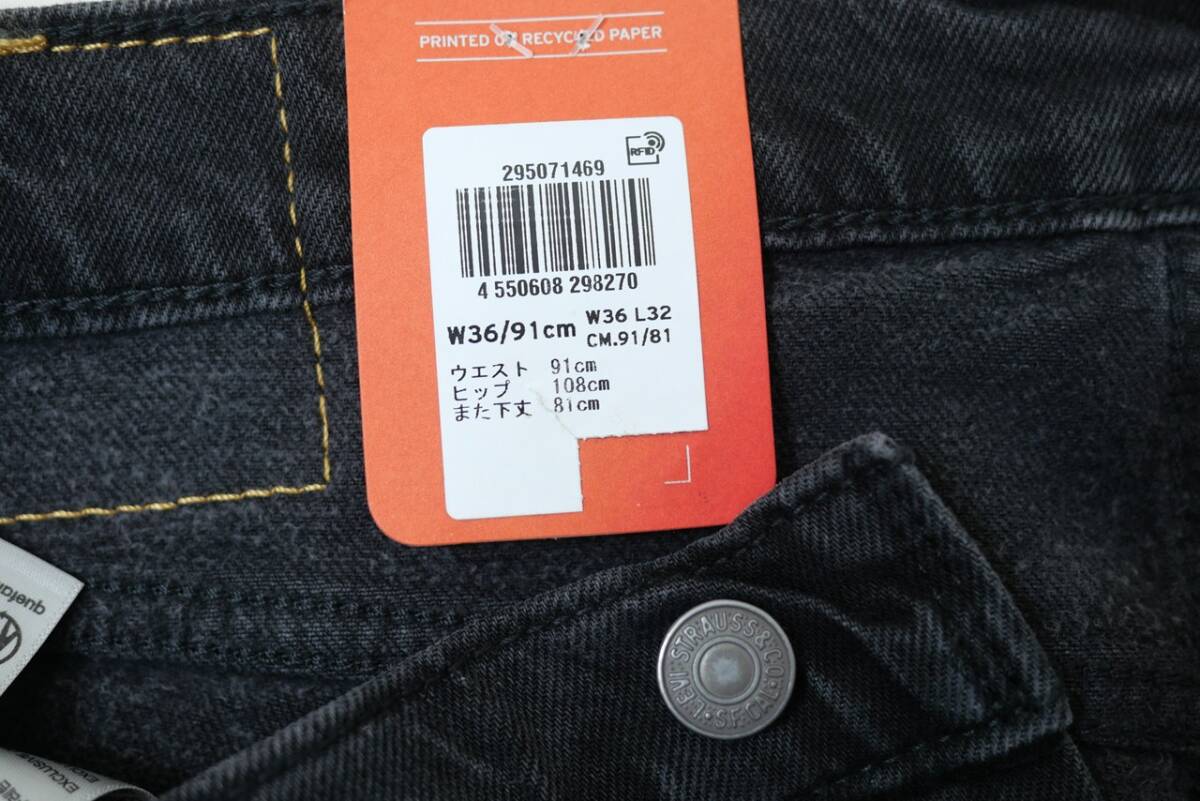 PRINTED ON RECYCLED PAPER
RFID
295071469
4 550608 298270
W36/91cm
W36 L32
CM.91/81
ウエスト 91cm
ヒップ 108cm
また下丈 81cm
LEVI STRAUSS & CO. S.F. CAL.
EXCLUSIV